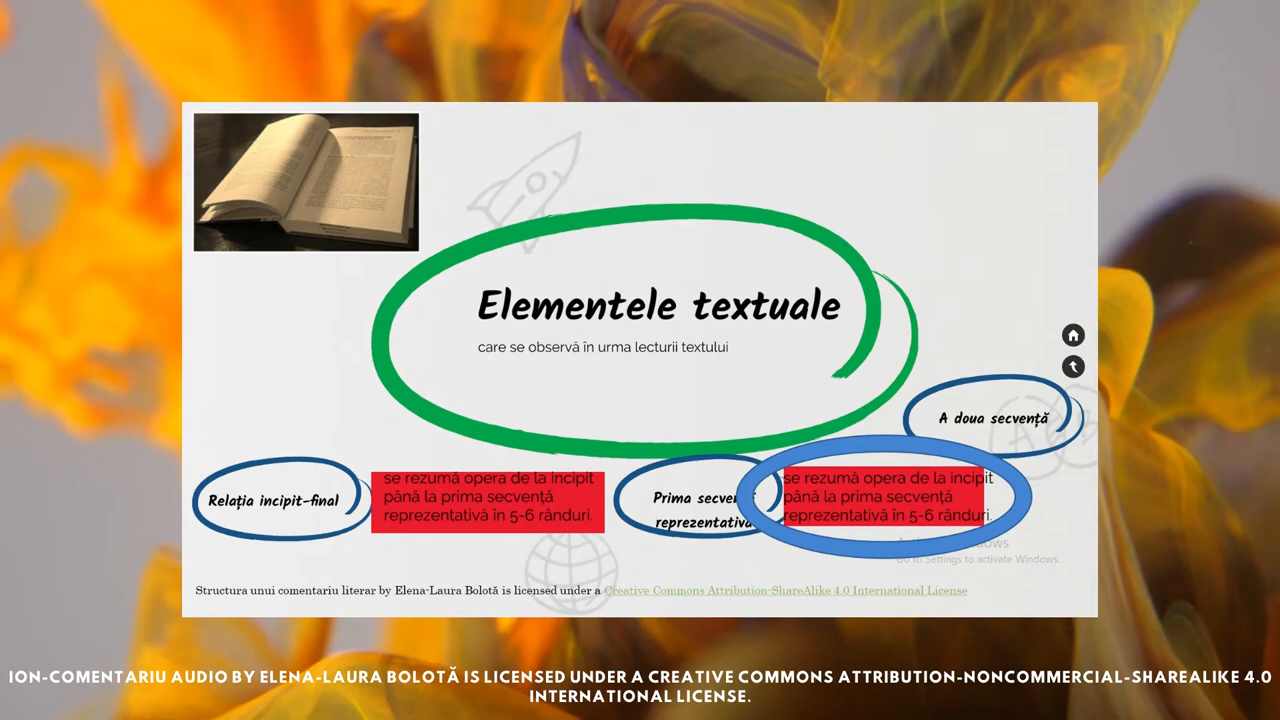 Elementele textuale
care se observă în urma lecturii textului
A doua secvență
Relația incipit-final
se rezumă opera de la incipit
până la prima secvență
reprezentativă în 5-6 rânduri.
Prima secvență
reprezentativă
se rezumă opera de la incipit
până la prima secvență
reprezentativă în 5-6 rânduri.
Go to Settings to activate Windows.
Structura unui comentariu literar by Elena-Laura Bolotă is licensed under a Creative Commons Attribution-ShareAlike 4.0 International License
ION-COMENTARIU AUDIO BY ELENA-LAURA BOLOTĂ IS LICENSED UNDER A CREATIVE COMMONS ATTRIBUTION-NONCOMMERCIAL-SHAREALIKE 4.0
INTERNATIONAL LICENSE.